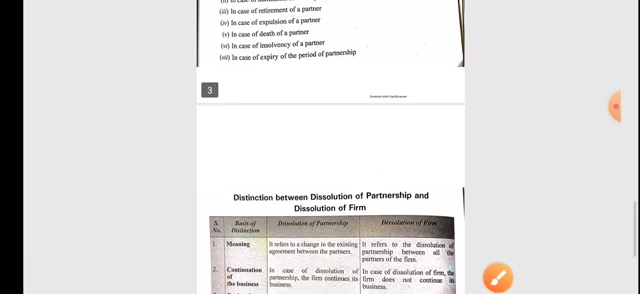 (iii) In case of retirement of a partner
(iv) In case of expulsion of a partner
(v) In case of death of a partner
(vi) In case of insolvency of a partner
(vii) In case of expiry of the period of partnership
3
Scanned with CamScanner
Distinction between Dissolution of Partnership and
Dissolution of Firm
S. Basis of Dissolution of Partnership Dissolution of Firm
No. Distinction
1. Meaning It refers to a change in the existing It refers to the dissolution of
agreement between the partners. partnership between all the
partners of the firm.
2. Continuation In case of dissolution of In case of dissolution of firm, the
of partnership, the firm continues its firm does not continue its
the business business. business.